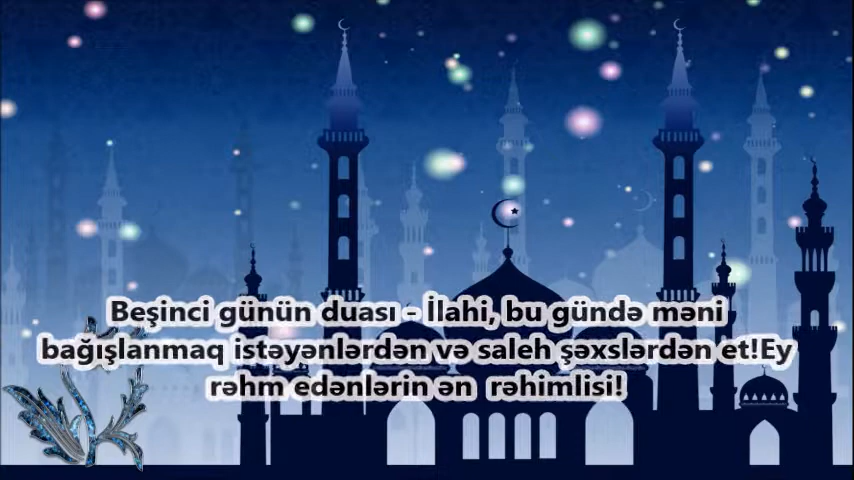 Beşinci günün duası – İlahi, bu gündə məni
bağışlanmaq istəyənlərdən və saleh şəxslərdən et!Ey
rəhm edənlərin ən rəhimlisi!